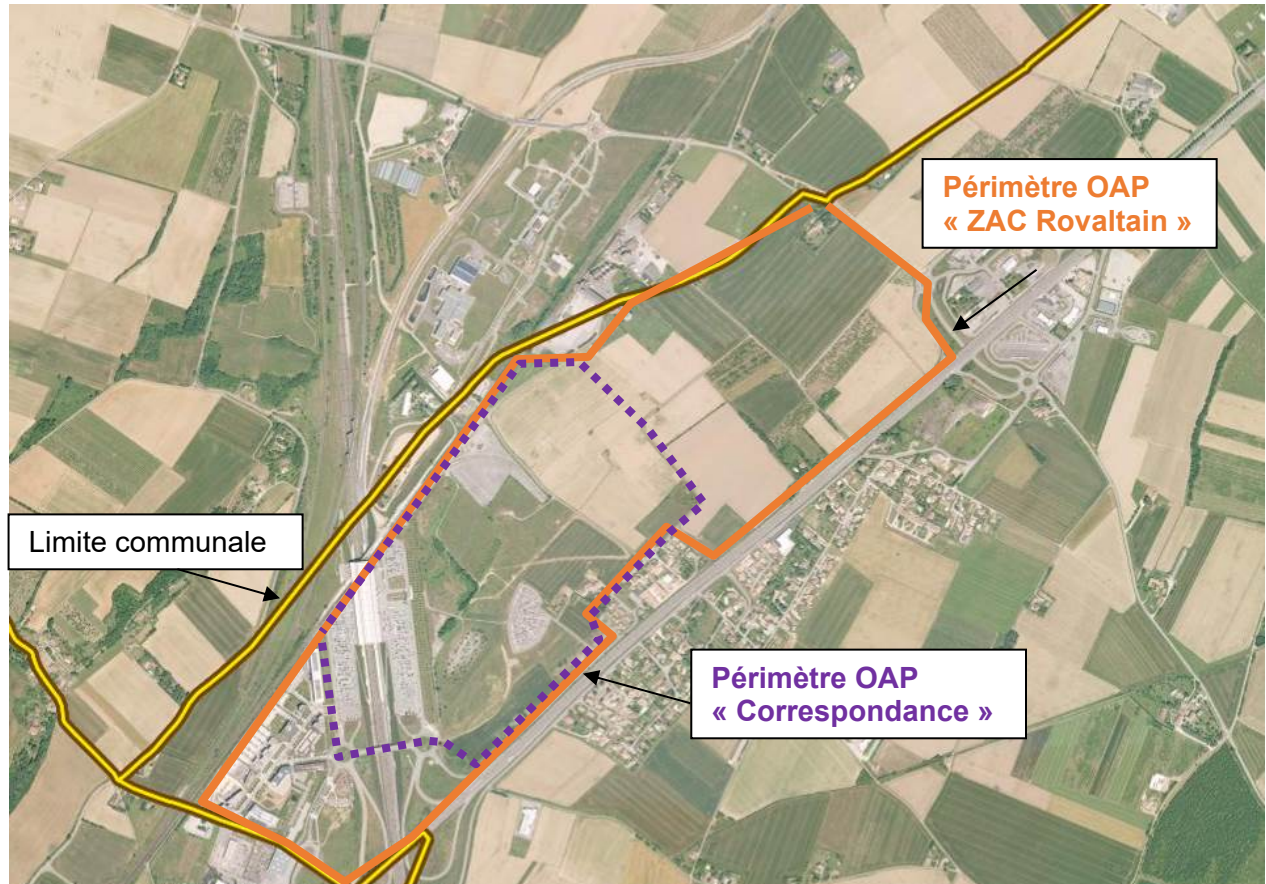 Périmètre OAP
« ZAC Rovaltain »
Limite communale
Périmètre OAP
« Correspondance »